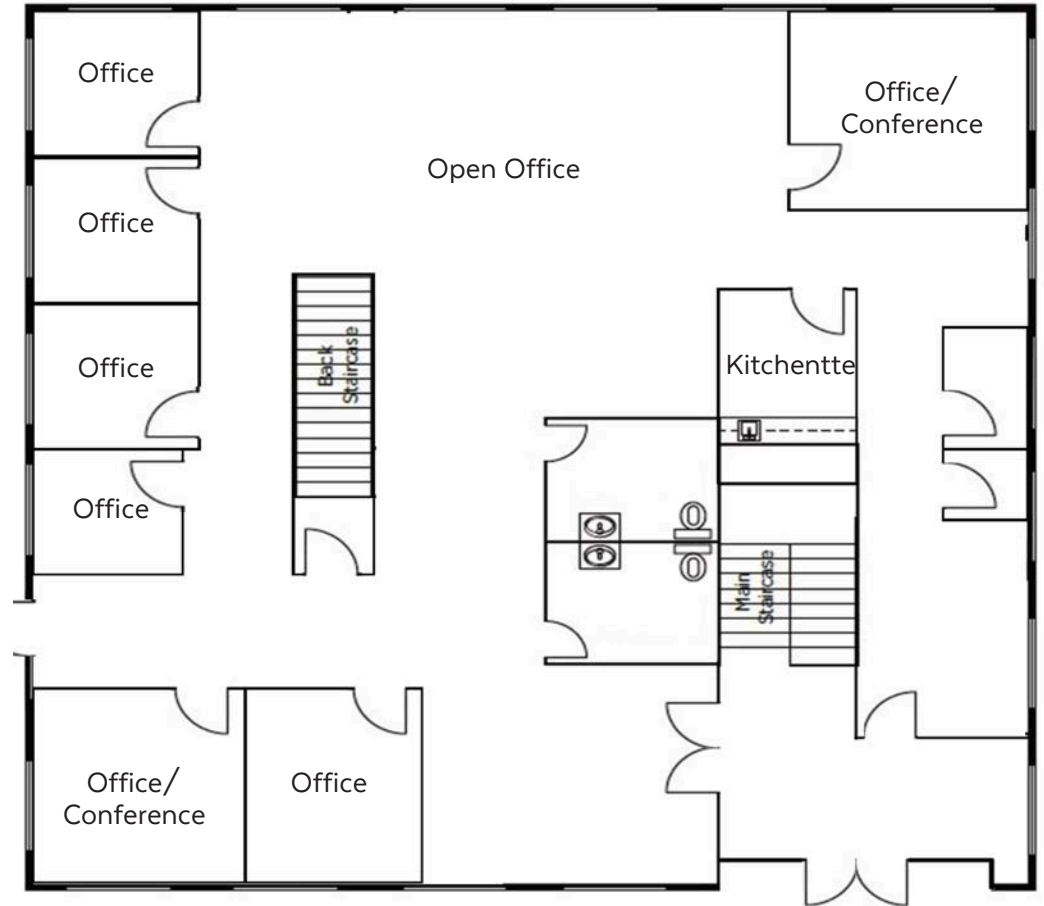 Office
Office/
Conference
Open Office
Office
Back
Staircase
Kitchentte
Office
Office
Main
Staircase
Office/
Conference
Office